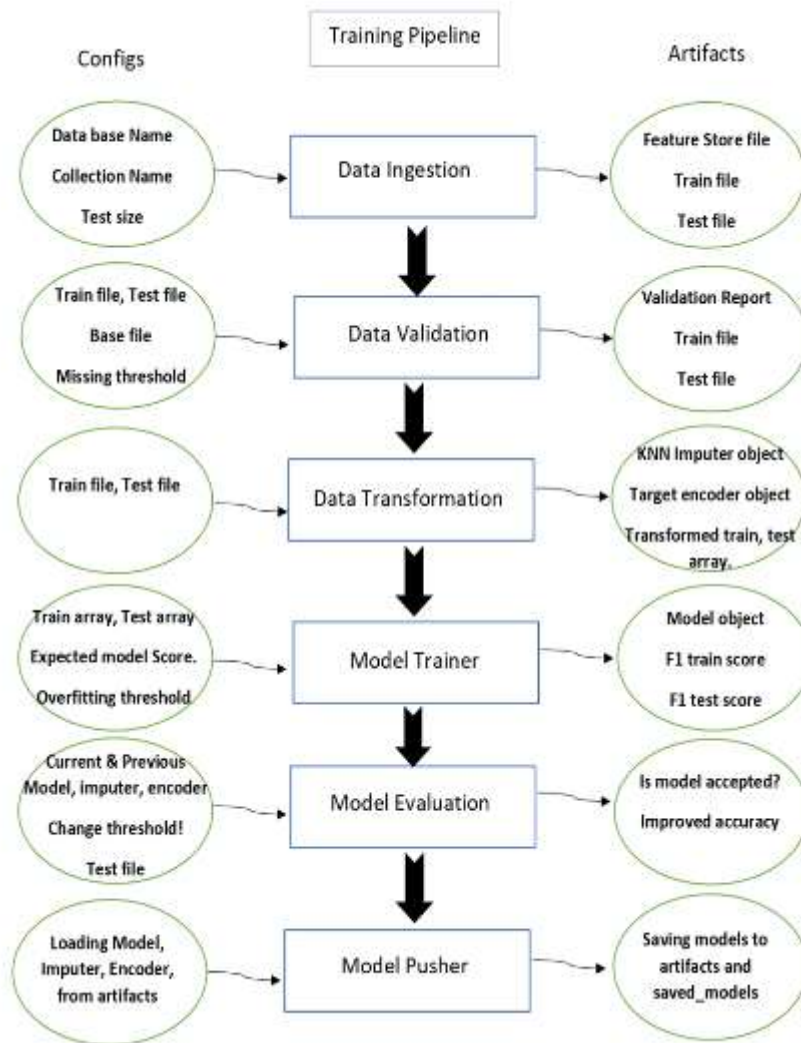 Training Pipeline
Configs
Artifacts
Data base Name
Collection Name
Test size
Data Ingestion
Feature Store file
Train file
Test file
Train file, Test file
Base file
Missing threshold
Data Validation
Validation Report
Train file
Test file
Train file, Test file
Data Transformation
KNN Imputer object
Target encoder object
Transformed train, test
array.
Train array, Test array
Expected model Score.
Overfitting threshold
Model Trainer
Model object
F1 train score
F1 test score
Current & Previous
Model, imputer, encoder
Change threshold!
Test file
Model Evaluation
Is model accepted?
Improved accuracy
Loading Model,
Imputer, Encoder,
from artifacts
Model Pusher
Saving models to
artifacts and
saved_models